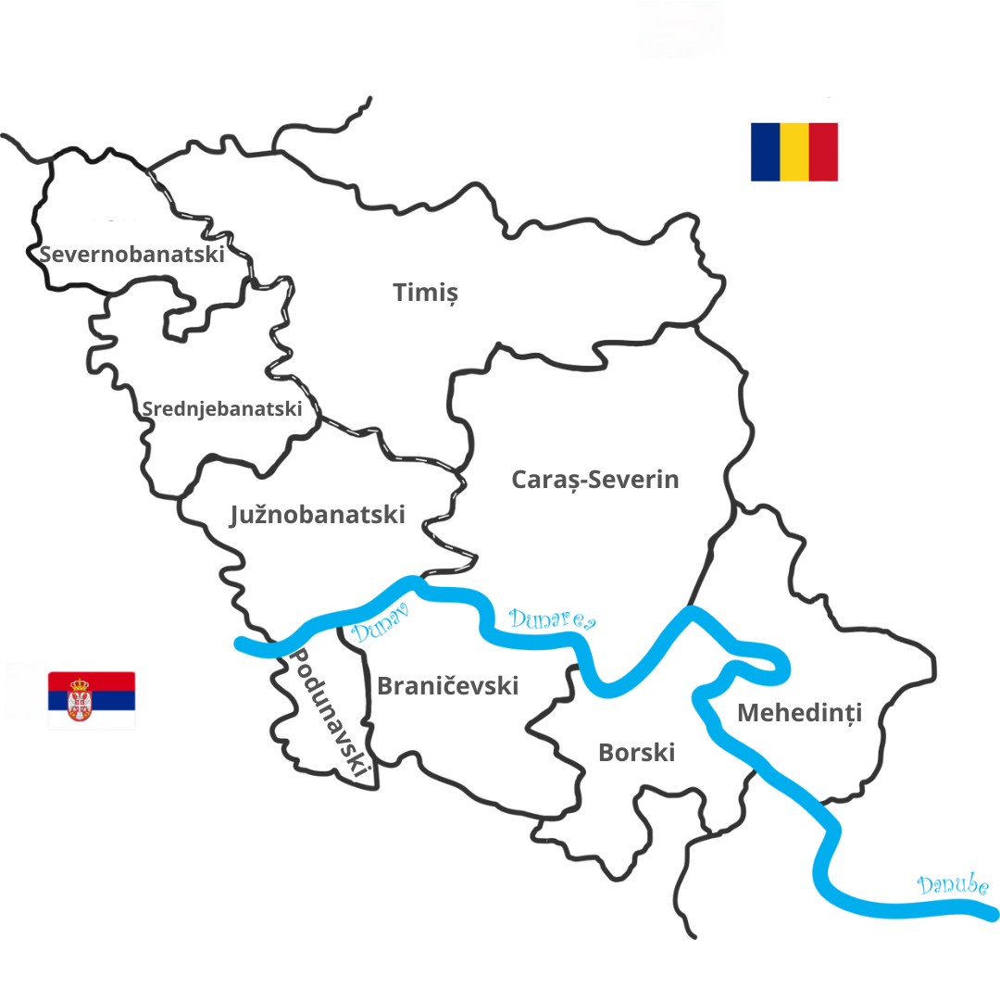 Severnobanatski
Timiș
Srednjebanatski
Caraș-Severin
Južnobanatski
Dunav
Dunarea
Podunavski
Braničevski
Mehedinți
Borski
Danube